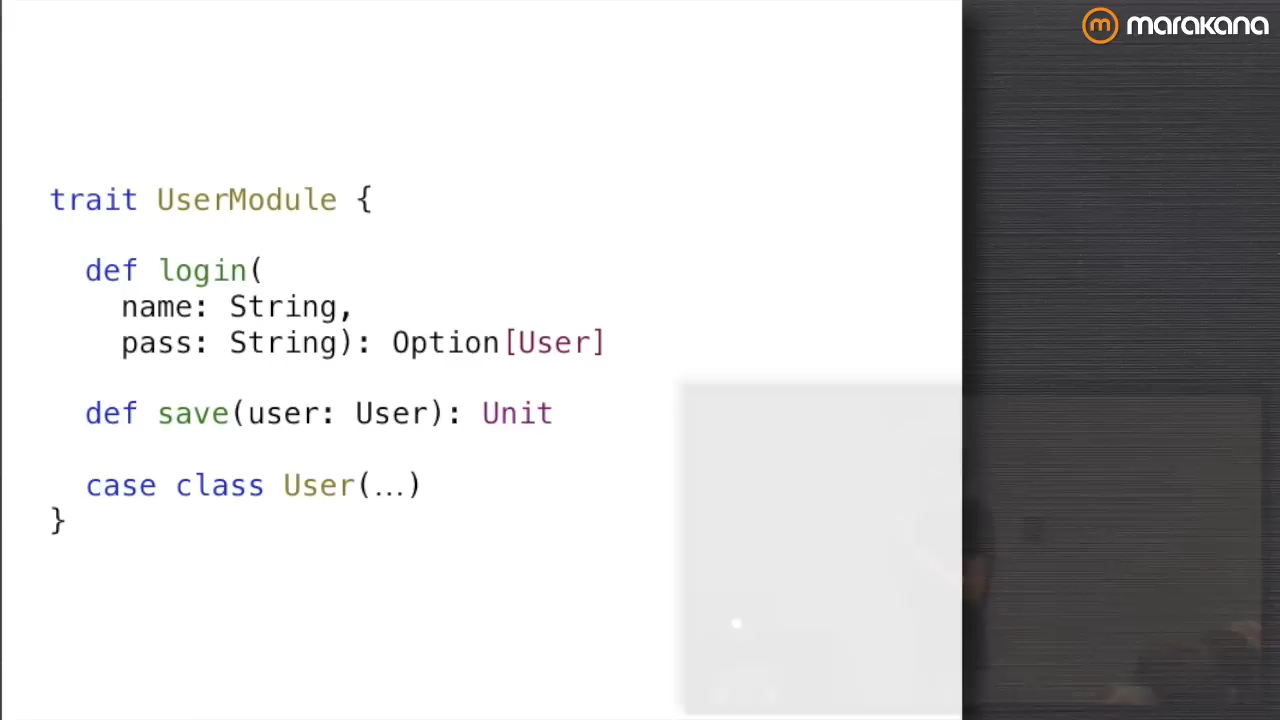 marakana
trait UserModule {
def login(
name: String,
pass: String): Option[User]
def save(user: User): Unit
case class User(…)
}